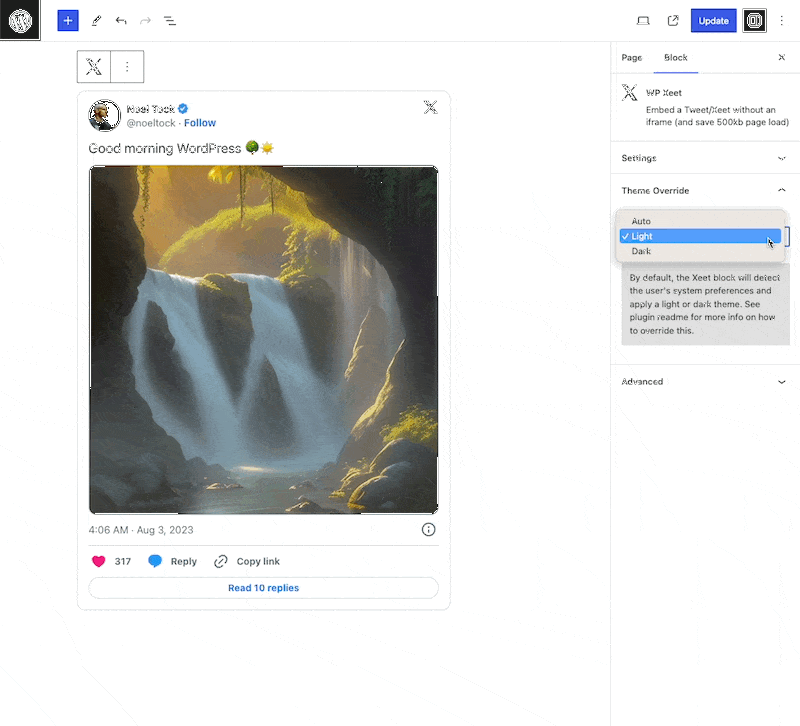 Update
Page Block
WP Xeet
Embed a Tweet/Xeet without an
iframe (and save 500kb page load)
Settings
Theme Override
Auto
✓ Light
Dark
By default, the Xeet block will detect
the user's system preferences and
apply a light or dark theme. See
plugin readme for more info on how
to override this.
Advanced
Noel Tock
@noeltock · Follow
Good morning WordPress 🌳☀️
4:06 AM · Aug 3, 2023
317 Reply Copy link
Read 10 replies